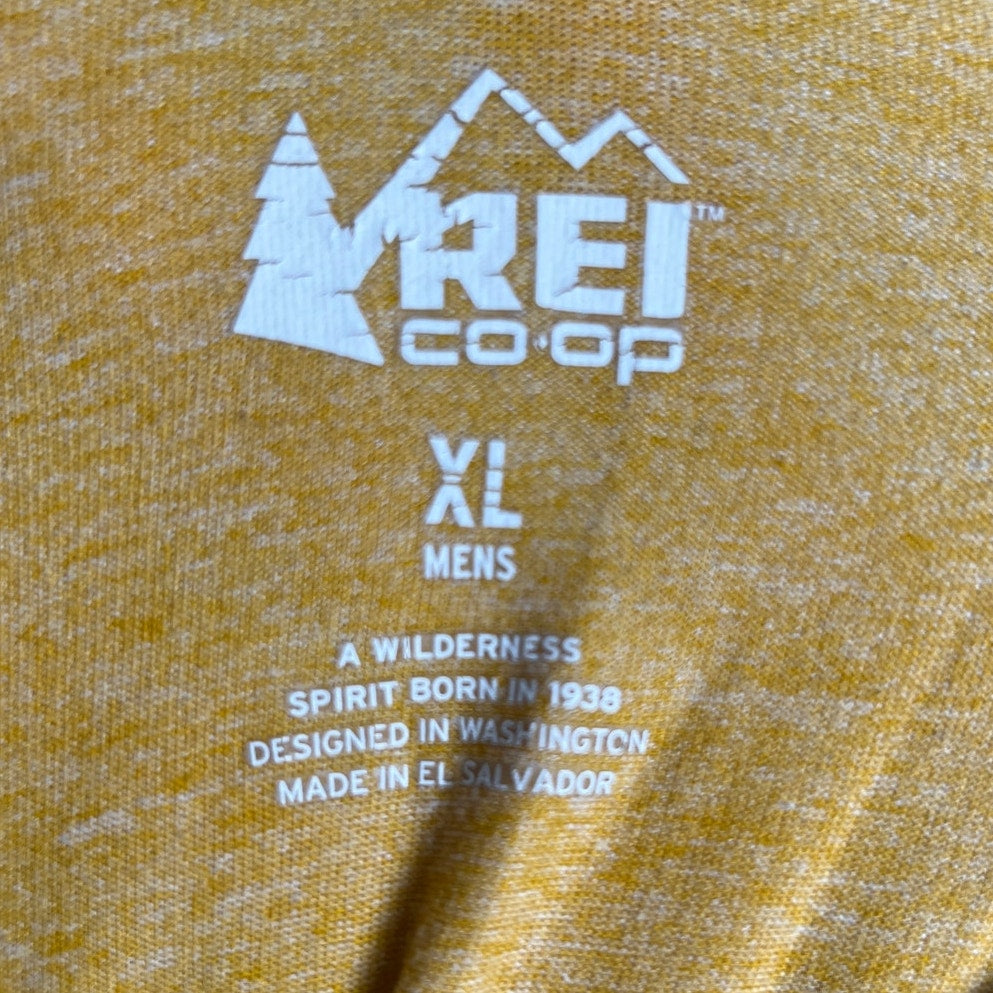 REI™
CO·OP
XL
MENS
A WILDERNESS
SPIRIT BORN IN 1938
DESIGNED IN WASHINGTON
MADE IN EL SALVADOR